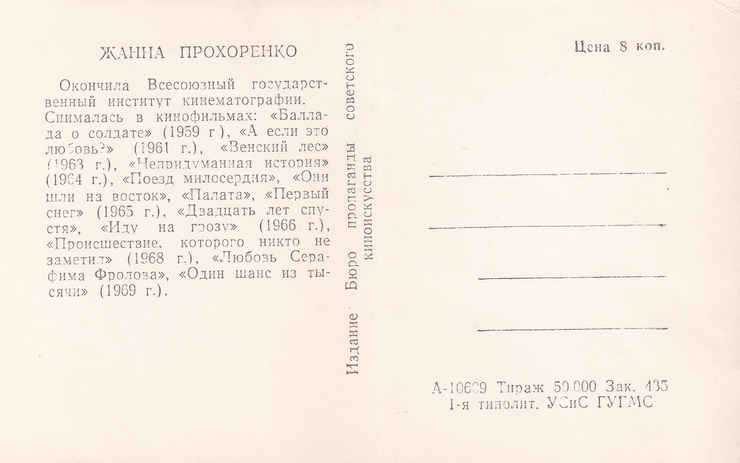 ЖАННА ПРОХОРЕНКО
Окончила Всесоюзный государст-
венный институт кинематографии.
Снималась в кинофильмах: «Балла-
да о солдате» (1959 г.), «А если это
любовь?» (1961 г.), «Венский лес»
(1963 г.), «Непридуманная история»
(1964 г.), «Поезд милосердия», «Они
шли на восток», «Палата», «Первый
снег» (1965 г.), «Двадцать лет спу-
стя», «Иду на грозу» (1966 г.),
«Происшествие, которого никто не
заметил» (1968 г.), «Любовь Сера-
фима Фролова», «Один шанс из ты-
сячи» (1969 г.).
Издание Бюро пропаганды советского
киноискусства
Цена 8 коп.
А-10639 Тираж 50 000 Зак. 435
1-я типолит. УСиС ГУГМС